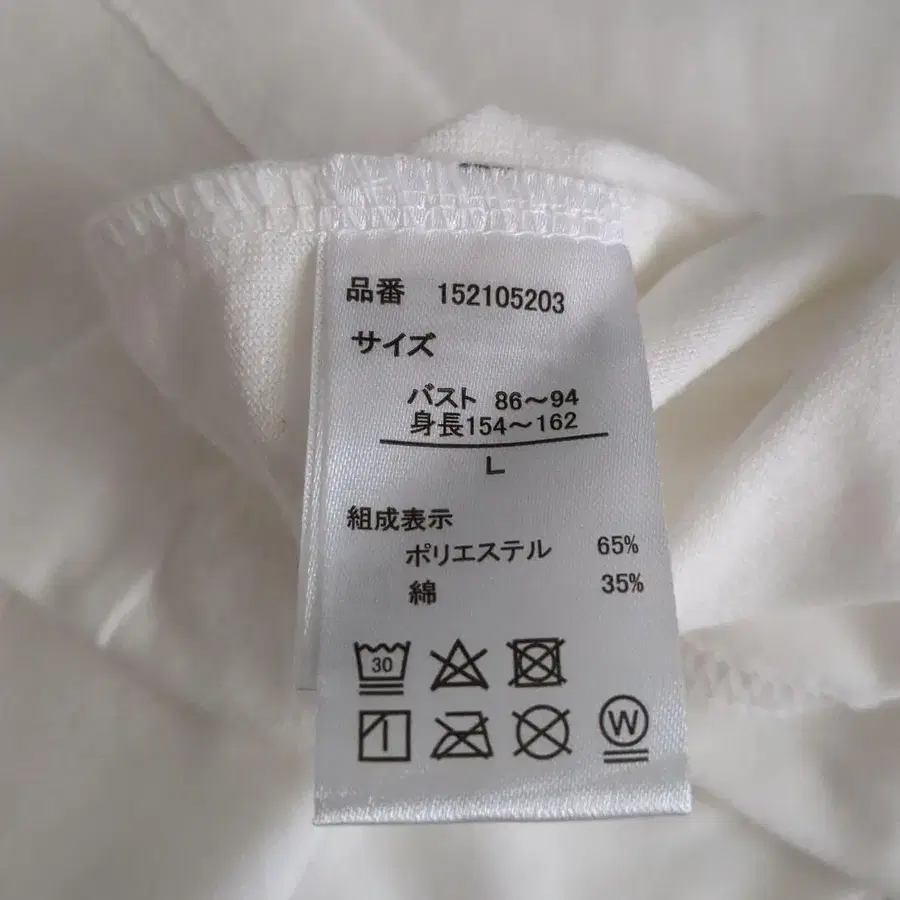 品番 152105203
サイズ
バスト 86～94
身長154～162
L
組成表示
ポリエステル 65%
綿 35%
30
W